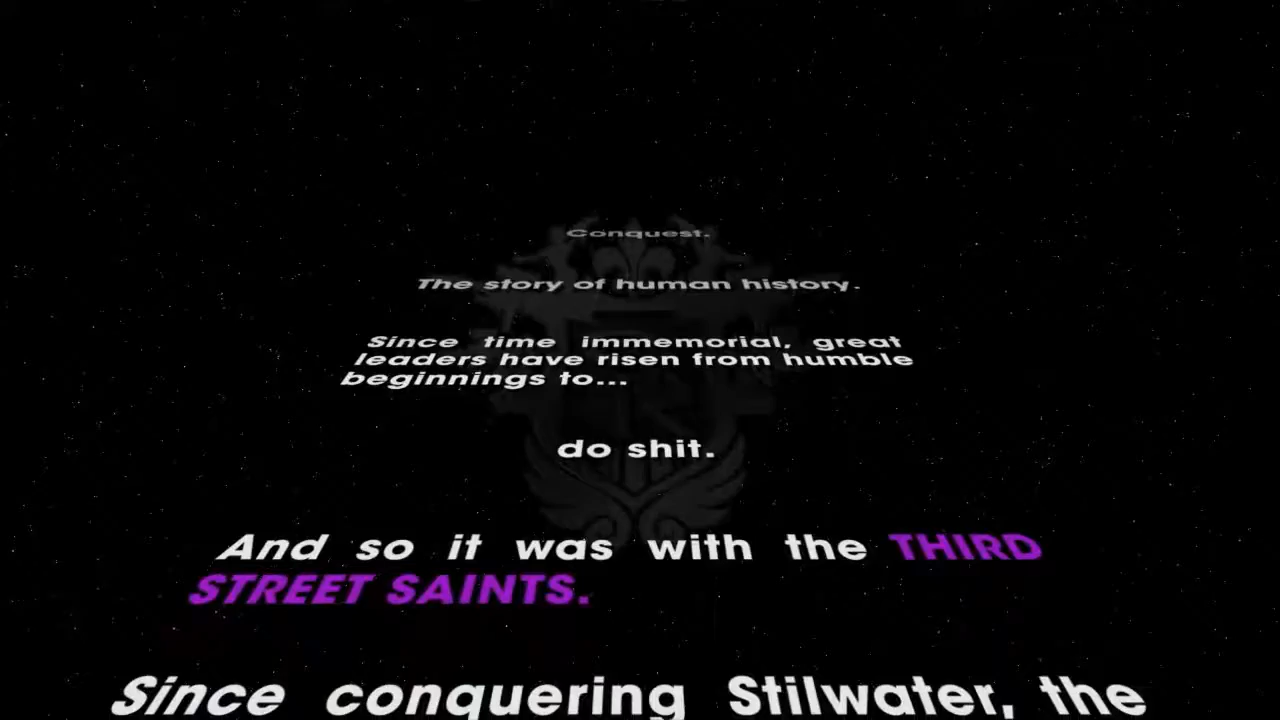 Conquest.
The story of human history.
Since time immemorial, great
leaders have risen from humble
beginnings to...
do shit.
And so it was with the THIRD
STREET SAINTS.
Since conquering Stilwater, the